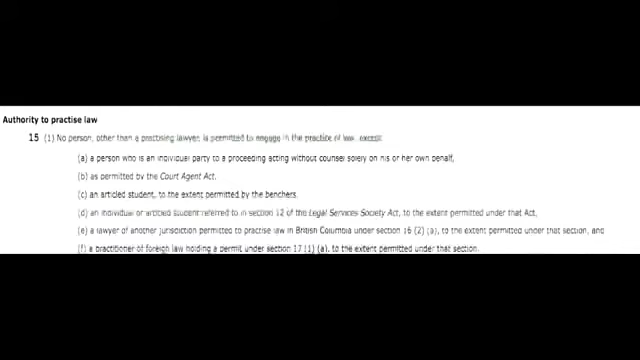 Authority to practise law
15 (1) No person, other than a practising lawyer, is permitted to engage in the practice of law, except
(a) a person who is an individual party to a proceeding acting without counsel solely on his or her own behalf,
(b) as permitted by the Court Agent Act,
(c) an articled student, to the extent permitted by the benchers,
(d) an individual or articled student referred to in section 12 of the Legal Services Society Act, to the extent permitted under that Act,
(e) a lawyer of another jurisdiction permitted to practise law in British Columbia under section 16 (2) (a), to the extent permitted under that section, and
(f) a practitioner of foreign law holding a permit under section 17 (1) (a), to the extent permitted under that section.